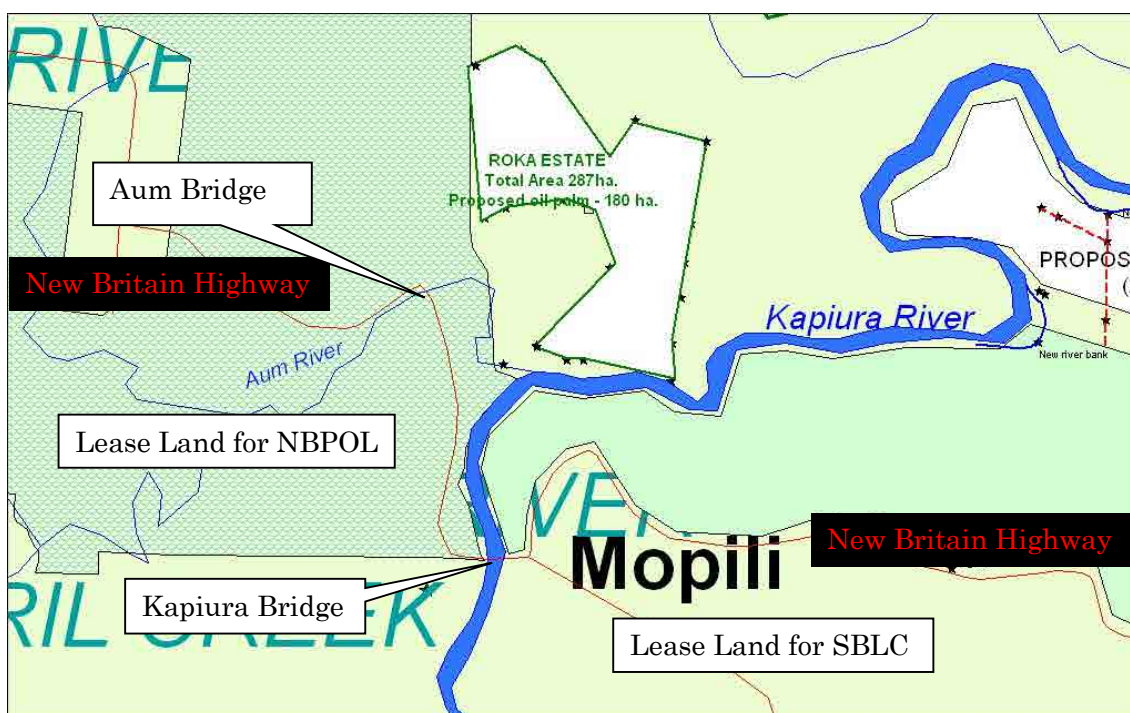 RIVE
Aum Bridge
ROKA ESTATE
Total Area 287ha.
Proposed oil palm - 180 ha.
New Britain Highway
PROPOS
(
Kapiura River
Aum River
New river bank
Lease Land for NBPOL
VER
New Britain Highway
Mopili
Kapiura Bridge
RIL CREEK
Lease Land for SBLC